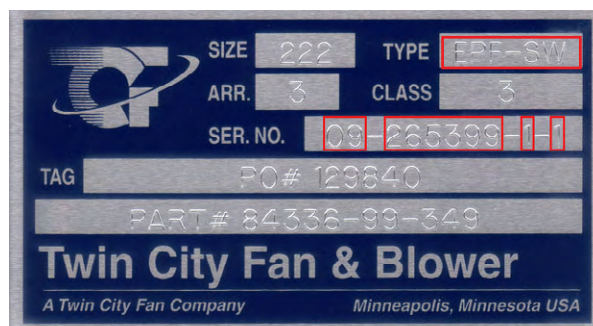 SIZE 222 TYPE EPF-SW
ARR. 3 CLASS 3
SER. NO. 09-265399-1-1
TAG PO# 129840
PART# 84336-99-349
Twin City Fan & Blower
A Twin City Fan Company Minneapolis, Minnesota USA